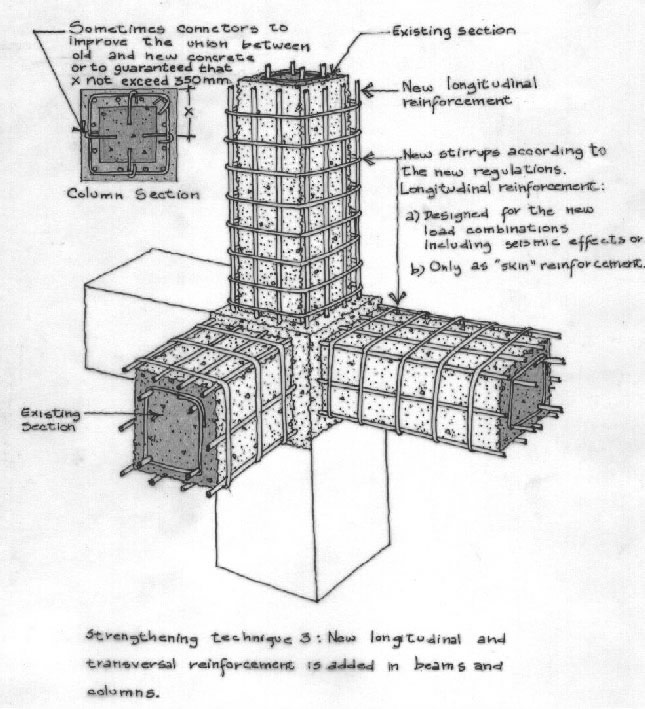 Sometimes connetors to
improve the union between
old and new concrete
or to guaranteed that
x not exceed 350mm.
x
Column Section
Existing section
New longitudinal
reinforcement
New stirrups according to
the new regulations.
Longitudinal reinforcement:
a) Designed for the new
load combinations
including seismic effects or
b) Only as "skin" reinforcement.
Existing
Section
Strengthening technique 3: New longitudinal and
transversal reinforcement is added in beams and
columns.